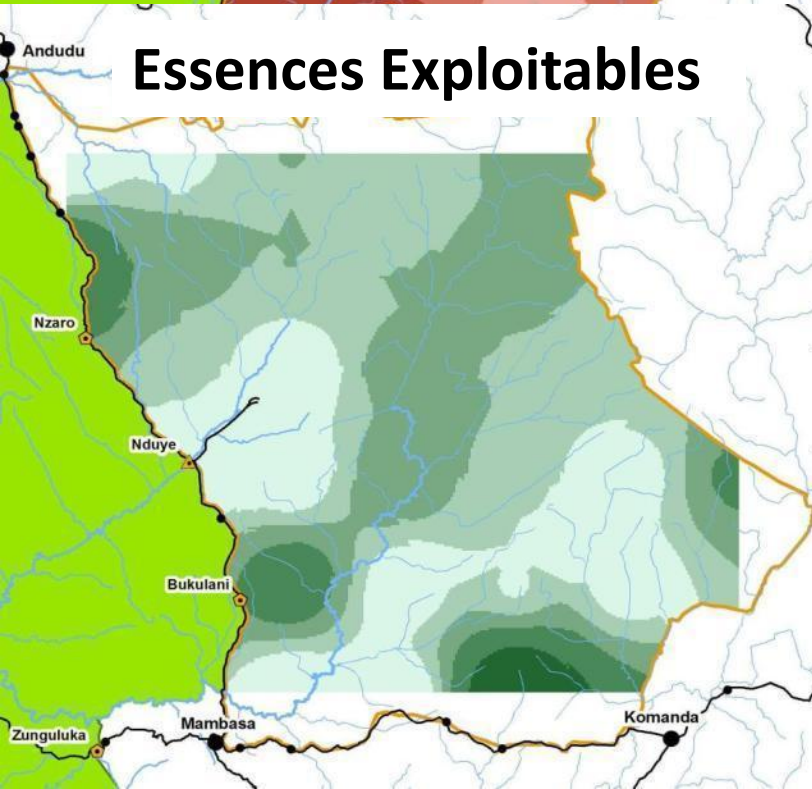 Andudu
Essences Exploitables
Nzaro
Nduye
Bukulani
Mambasa
Komanda
Zunguluka